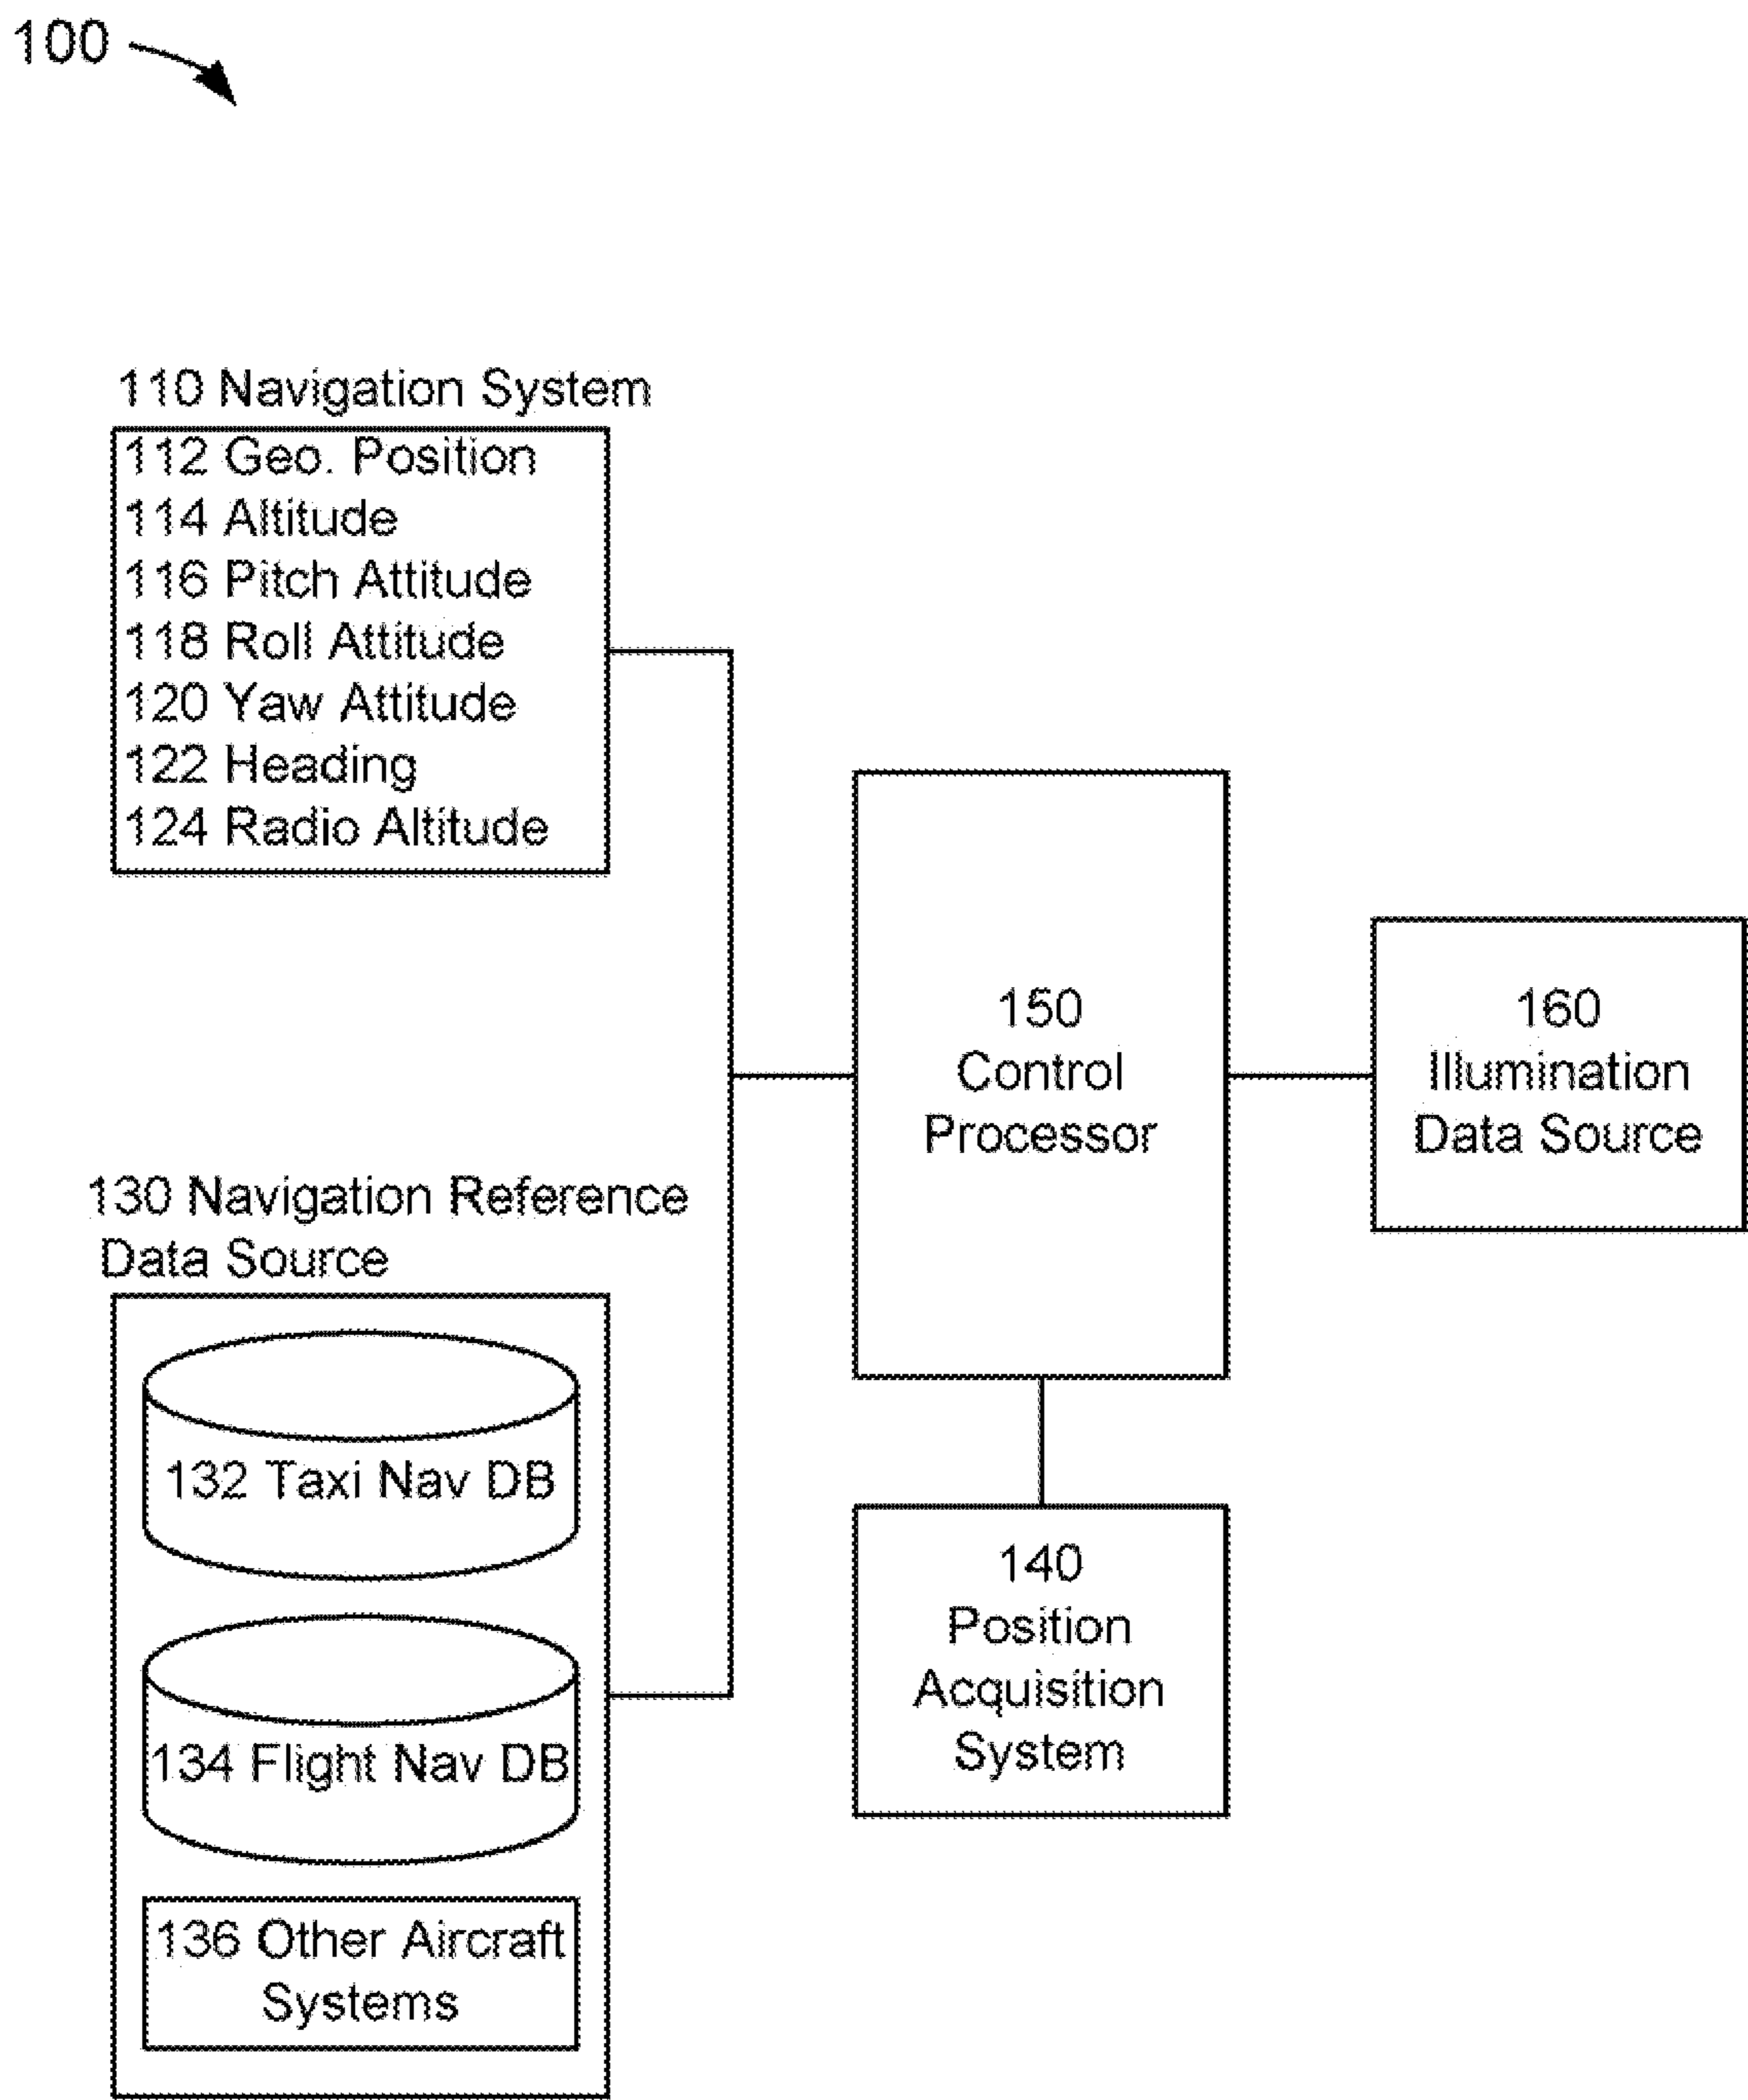 100
110 Navigation System
112 Geo. Position
114 Altitude
116 Pitch Attitude
118 Roll Attitude
120 Yaw Attitude
122 Heading
124 Radio Altitude
130 Navigation Reference
Data Source
132 Taxi Nav DB
134 Flight Nav DB
136 Other Aircraft
Systems
150
Control
Processor
140
Position
Acquisition
System
160
Illumination
Data Source